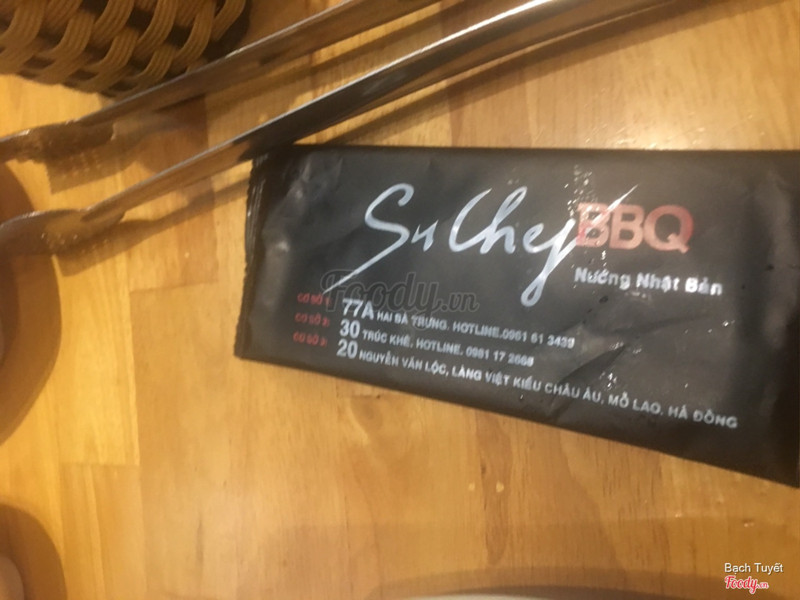 Su Chef BBQ
Nướng Nhật Bản
Foody.vn
CƠ SỞ 1: 77A HAI BÀ TRƯNG. HOTLINE.0961 61 3439
CƠ SỞ 2: 30 TRÚC KHÊ. HOTLINE. 0961 17 2668
CƠ SỞ 3: 20 NGUYỄN VĂN LỘC, LÀNG VIỆT KIỀU CHÂU ÂU, MỖ LAO, HÀ ĐÔNG
Bạch Tuyết
Foody.vn